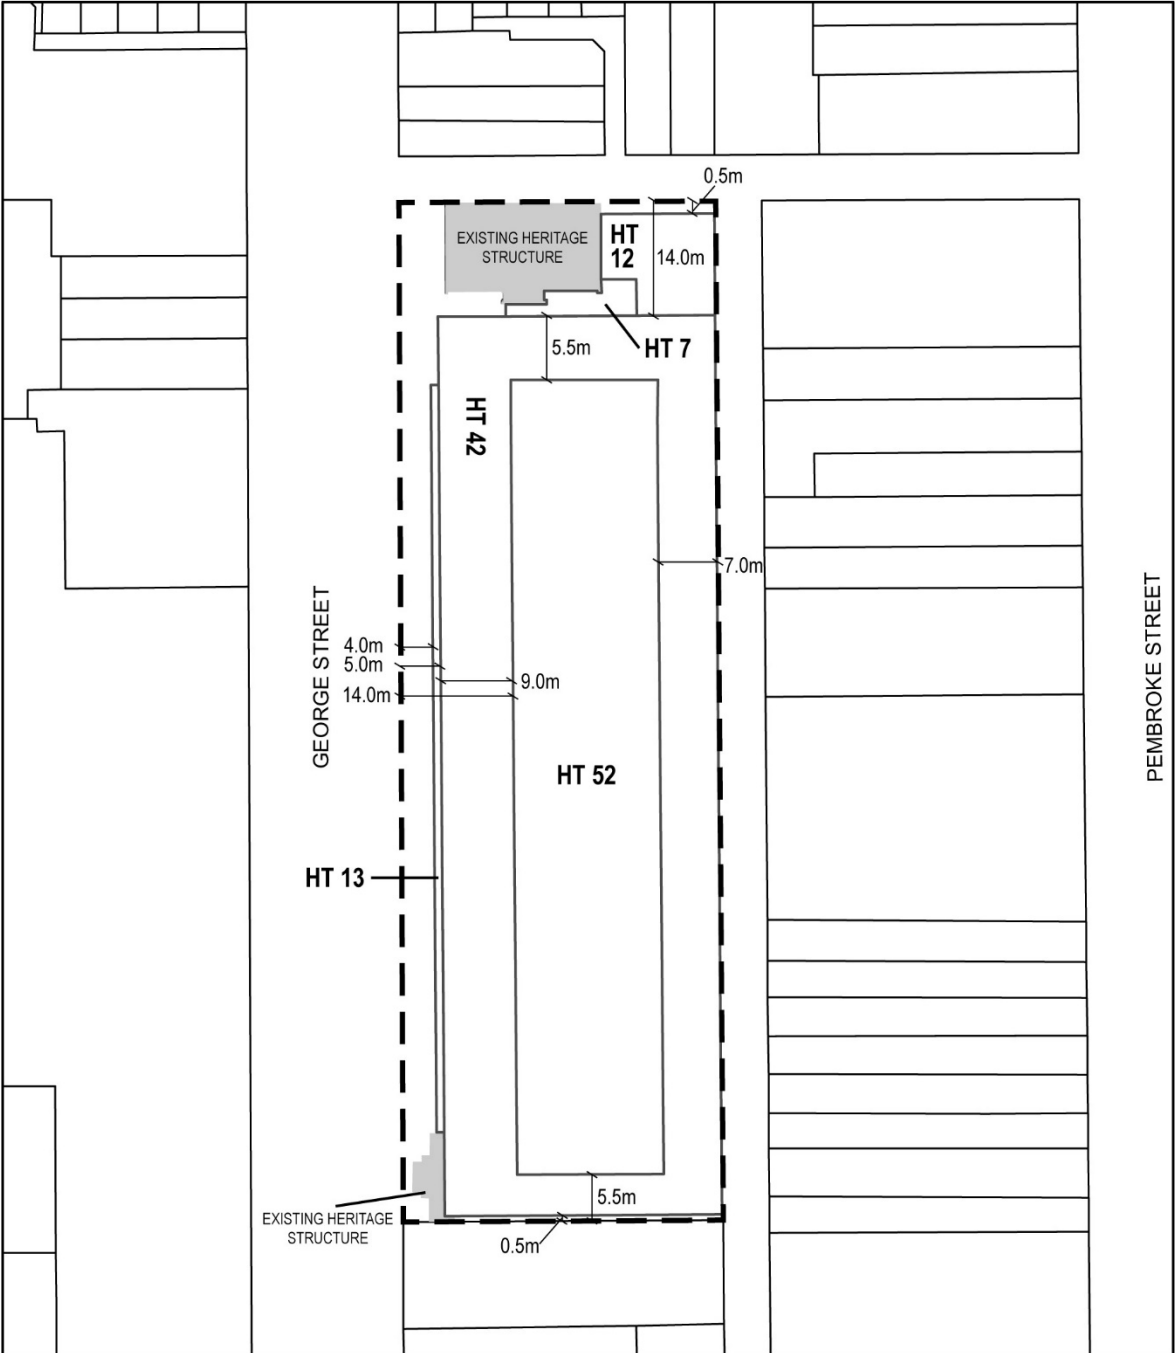 0.5m
EXISTING HERITAGE
STRUCTURE
HT
12
14.0m
5.5m
HT 7
HT 42
7.0m
GEORGE STREET
PEMBROKE STREET
4.0m
5.0m
9.0m
14.0m
HT 52
HT 13
5.5m
EXISTING HERITAGE
STRUCTURE
0.5m